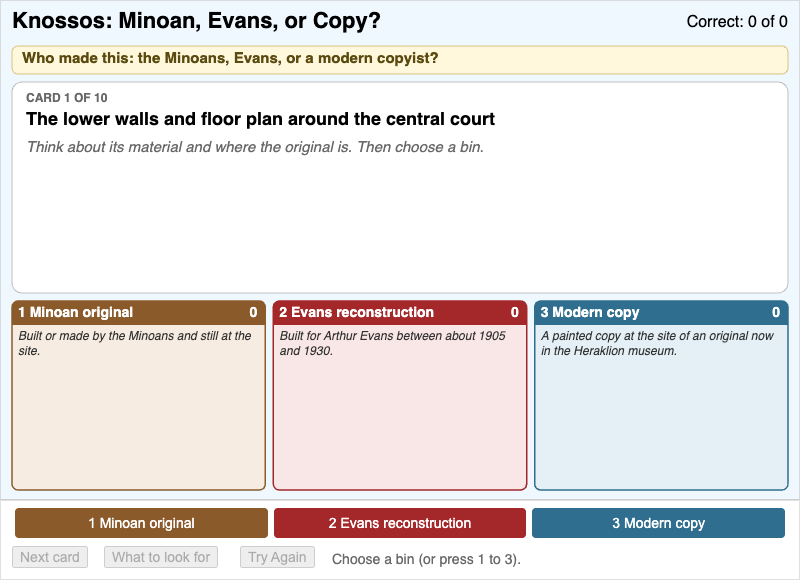 Knossos: Minoan, Evans, or Copy?
Correct: 0 of 0
Who made this: the Minoans, Evans, or a modern copyist?
CARD 1 OF 10
The lower walls and floor plan around the central court
Think about its material and where the original is. Then choose a bin.
1 Minoan original 0
Built or made by the Minoans and still at the
site.
2 Evans reconstruction 0
Built for Arthur Evans between about 1905
and 1930.
3 Modern copy 0
A painted copy at the site of an original now
in the Heraklion museum.
1 Minoan original
2 Evans reconstruction
3 Modern copy
Next card
What to look for
Try Again
Choose a bin (or press 1 to 3).